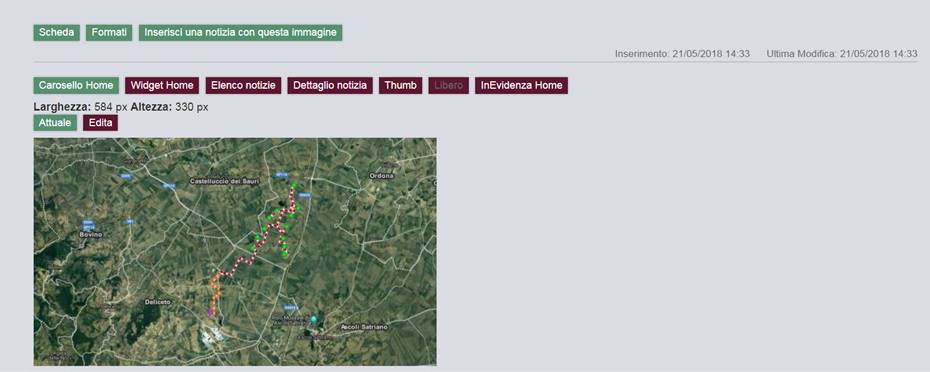 Scheda Formati Inserisci una notizia con questa immagine
Inserimento: 21/05/2018 14:33 Ultima Modifica: 21/05/2018 14:33
Carosello Home Widget Home Elenco notizie Dettaglio notizia Thumb Libero InEvidenza Home
Larghezza: 584 px Altezza: 330 px
Attuale Edita
Castelluccio dei Sauri
Ordona
Bovino
Deliceto
Ascoli Satriano